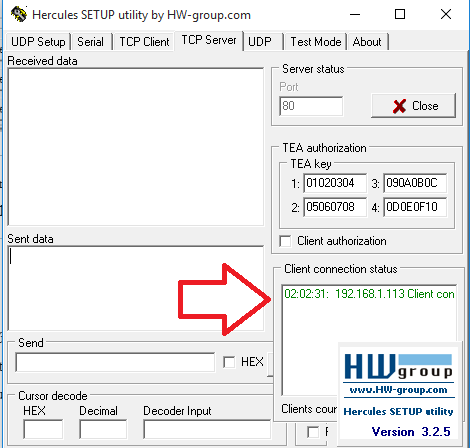 Hercules SETUP utility by HW-group.com
UDP Setup Serial TCP Client TCP Server UDP Test Mode About
Received data
Sent data
Send
HEX
Cursor decode
HEX Decimal Decoder Input
Server status
Port
80
Close
TEA authorization
TEA key
1: 01020304 3: 090A0B0C
2: 05060708 4: 0D0E0F10
Client authorization
Client connection status
02:02:31: 192.168.1.113 Client con
Clients cour
HWgroup
www.HW-group.com
Hercules SETUP utility
Version 3.2.5